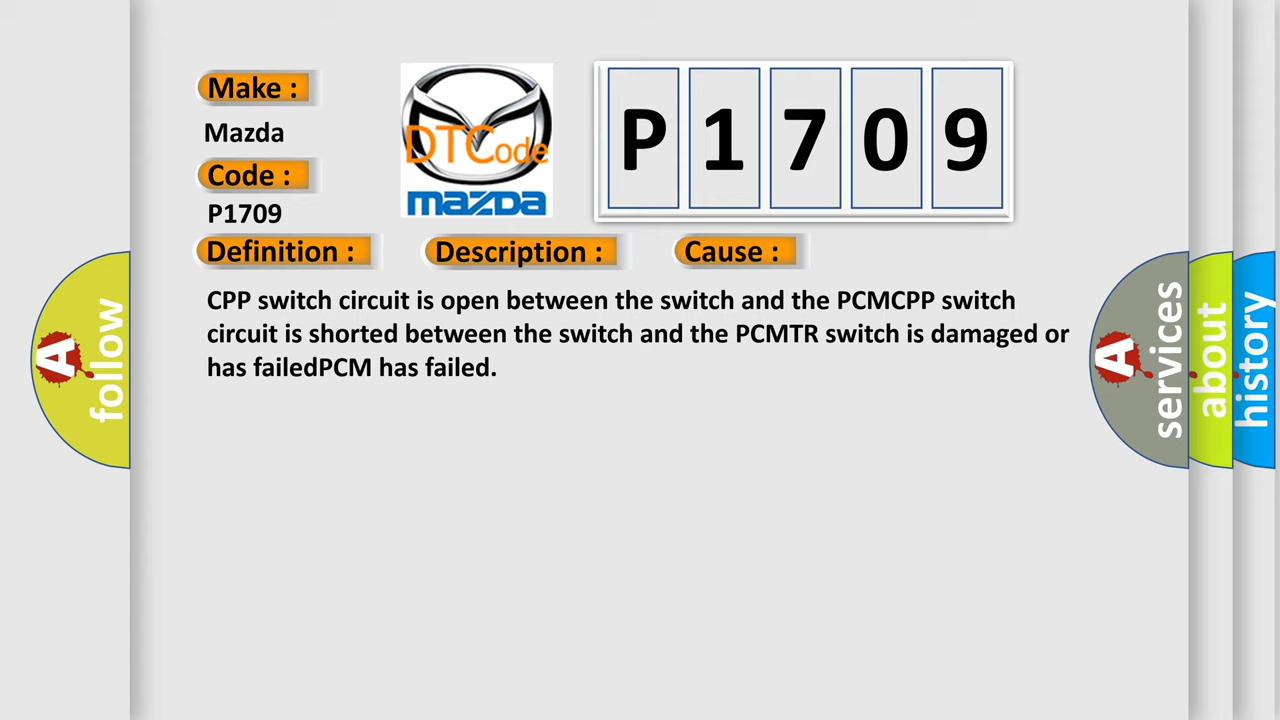 Make :
Mazda
Code :
P1709
DTCode
mazda
P 1 7 0 9
Definition :
Description :
Cause :
CPP switch circuit is open between the switch and the PCMCPP switch
circuit is shorted between the switch and the PCMTR switch is damaged or
has failedPCM has failed.
A follow
A services
about
history